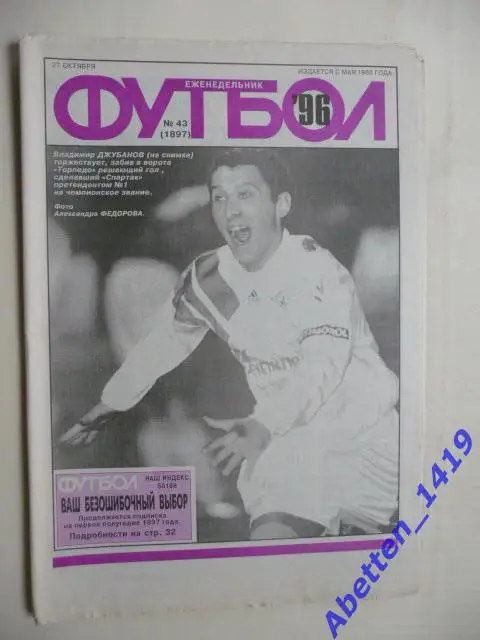 27 ОКТЯБРЯ
ИЗДАЕТСЯ С МАЯ 1960 ГОДА
ЕЖЕНЕДЕЛЬНИК
ФУТБОЛ
'96
№ 43
(1897)
Владимир ДЖУБАНОВ (на снимке)
торжествует, забив в ворота
«Торпедо» решающий гол,
сделавший «Спартак»
претендентом №1
на чемпионское звание.
Фото
Александра ФЕДОРОВА.
ФУТБОЛ
НАШ ИНДЕКС
50189
ВАШ БЕЗОШИБОЧНЫЙ ВЫБОР
Продолжается подписка
на первое полугодие 1997 года.
Подробности на стр. 32
Abetten_1419